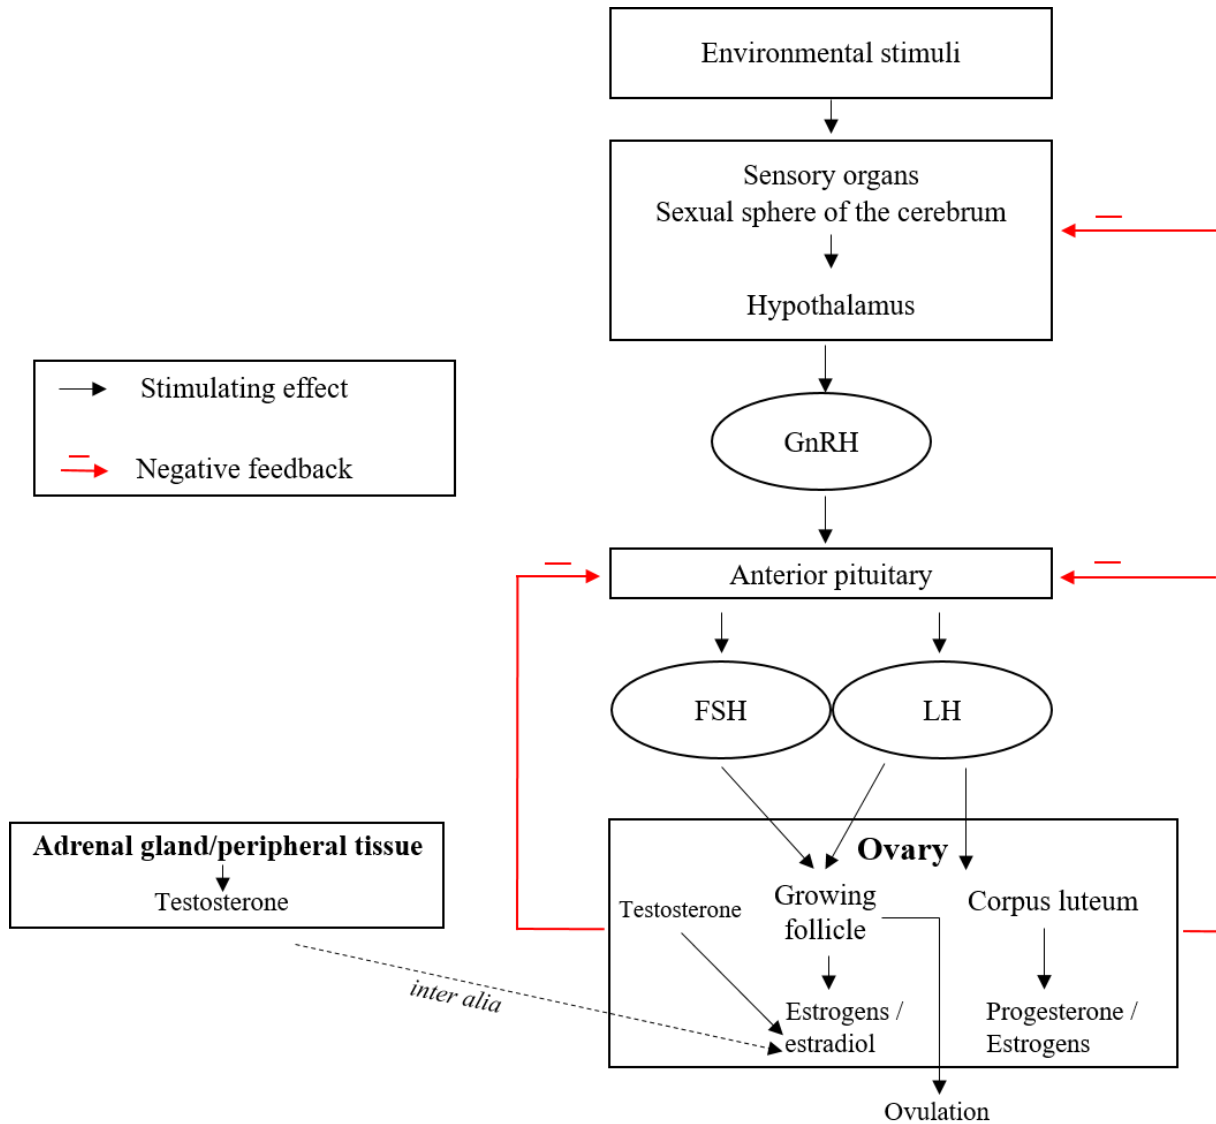 Environmental stimuli
Sensory organs
Sexual sphere of the cerebrum
Hypothalamus
Stimulating effect
Negative feedback
GnRH
Anterior pituitary
FSH
LH
Adrenal gland/peripheral tissue
Testosterone
inter alia
Ovary
Testosterone
Growing
follicle
Corpus luteum
Estrogens /
estradiol
Progesterone /
Estrogens
Ovulation